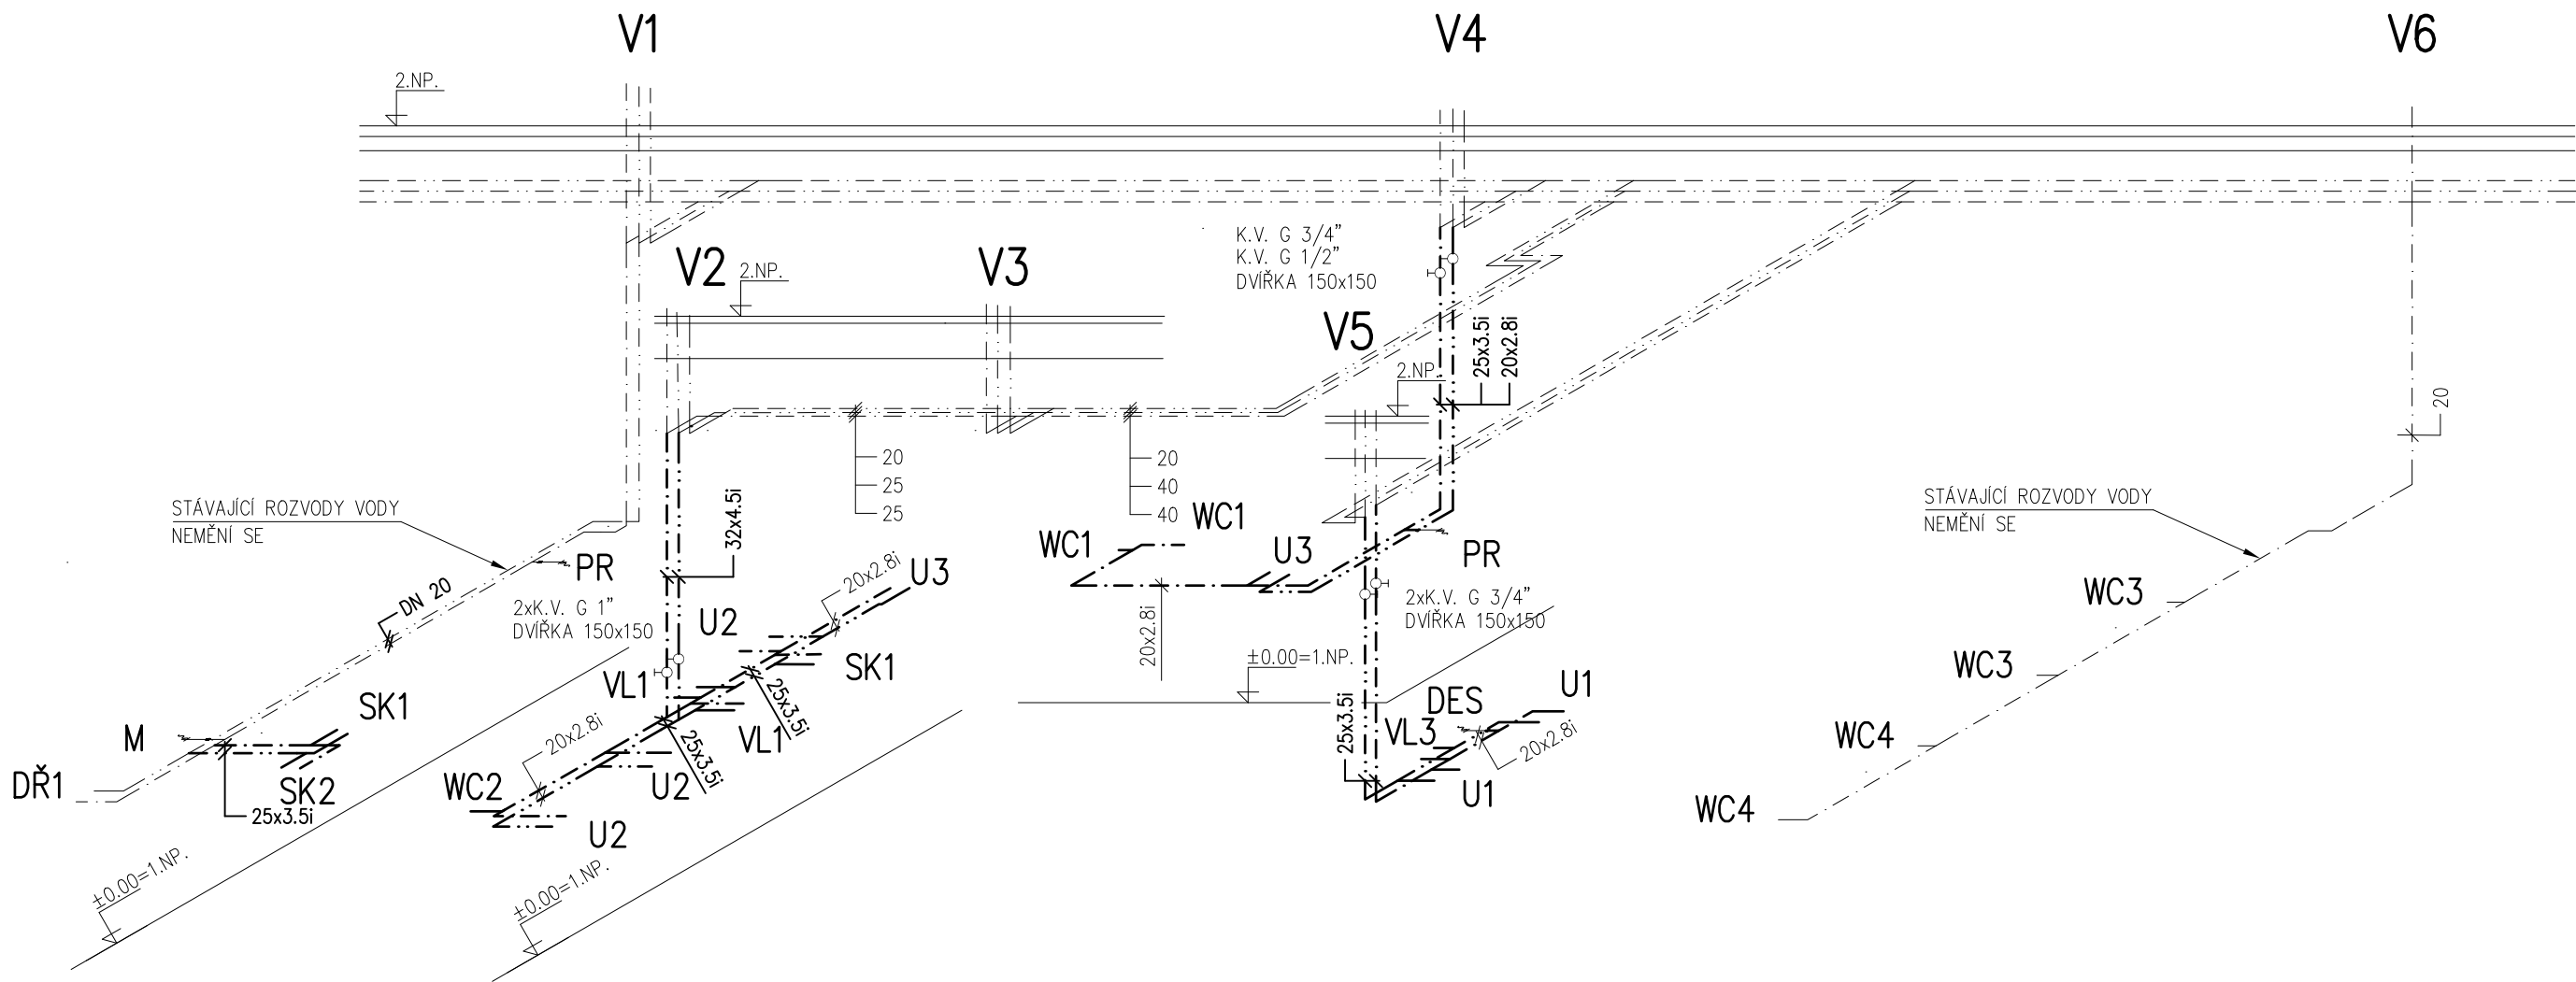 V1
V4
V6
2.NP.
K.V. G 3/4"
K.V. G 1/2"
DVÍŘKA 150x150
V2
2.NP.
V3
V5
25x3.5i
20x2.8i
2.NP.
20
20
25
25
20
40
40
STÁVAJÍCÍ ROZVODY VODY
NEMĚNÍ SE
32x4.5i
WC1
WC1
U3
PR
STÁVAJÍCÍ ROZVODY VODY
NEMĚNÍ SE
PR
DN 20
2xK.V. G 1"
DVÍŘKA 150x150
U2
20x2.8i
U3
20x2.8i
2xK.V. G 3/4"
DVÍŘKA 150x150
WC3
WC3
±0.00=1.NP.
SK1
VL1
25x3.5i
VL1
SK1
M
DŘ1
SK2
25x3.5i
20x2.8i
25x3.5i
WC2
U2
U2
25x3.5i
DES
U1
VL3
20x2.8i
U1
WC4
WC4
±0.00=1.NP.
±0.00=1.NP.